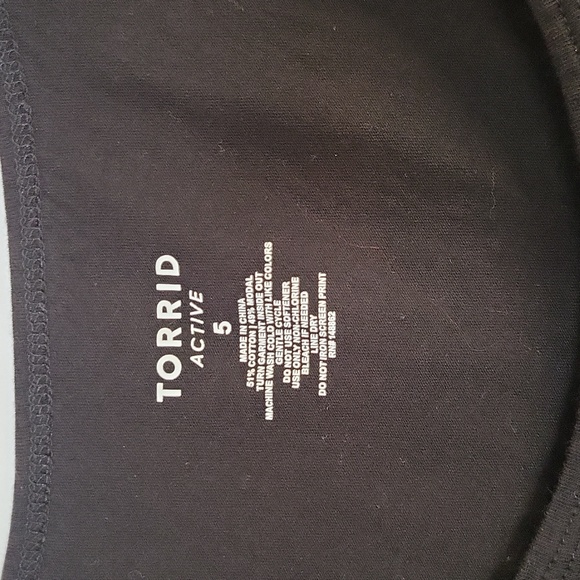 TORRID
ACTIVE
5
MADE IN CHINA
51% COTTON | 49% MODAL
TURN GARMENT INSIDE OUT
MACHINE WASH COLD WITH LIKE COLORS
GENTLE CYCLE
DO NOT USE SOFTENER
USE ONLY NON-CHLORINE
BLEACH IF NEEDED
LINE DRY
DO NOT IRON SCREEN PRINT
RN#